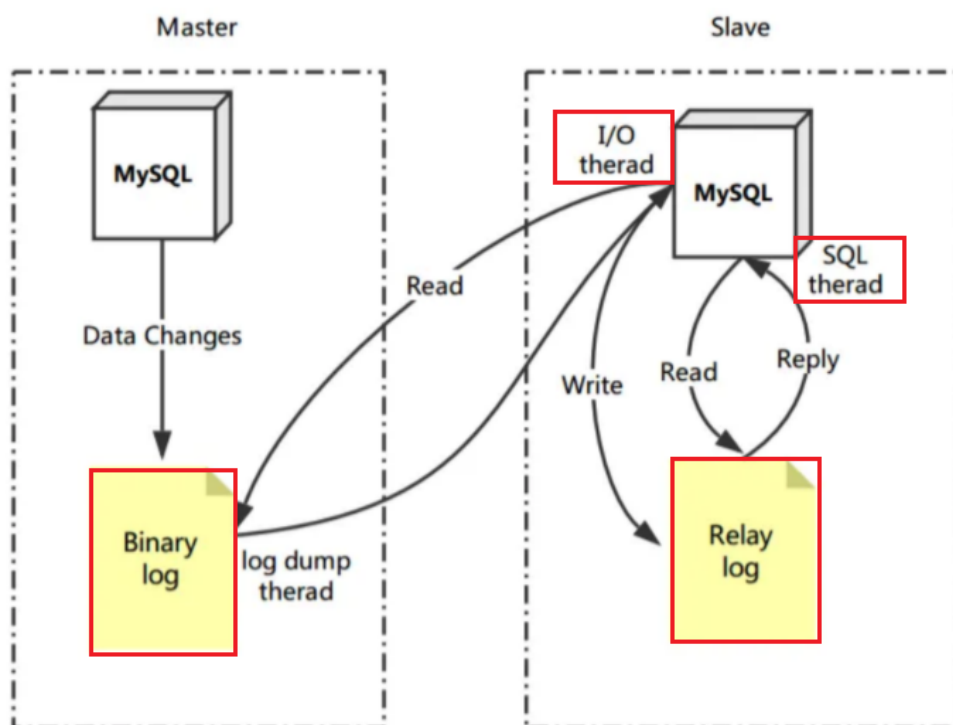 Master
Slave
MySQL
I/O
therad
MySQL
SQL
therad
Read
Data Changes
Write
Read
Reply
Binary
log
log dump
therad
Relay
log